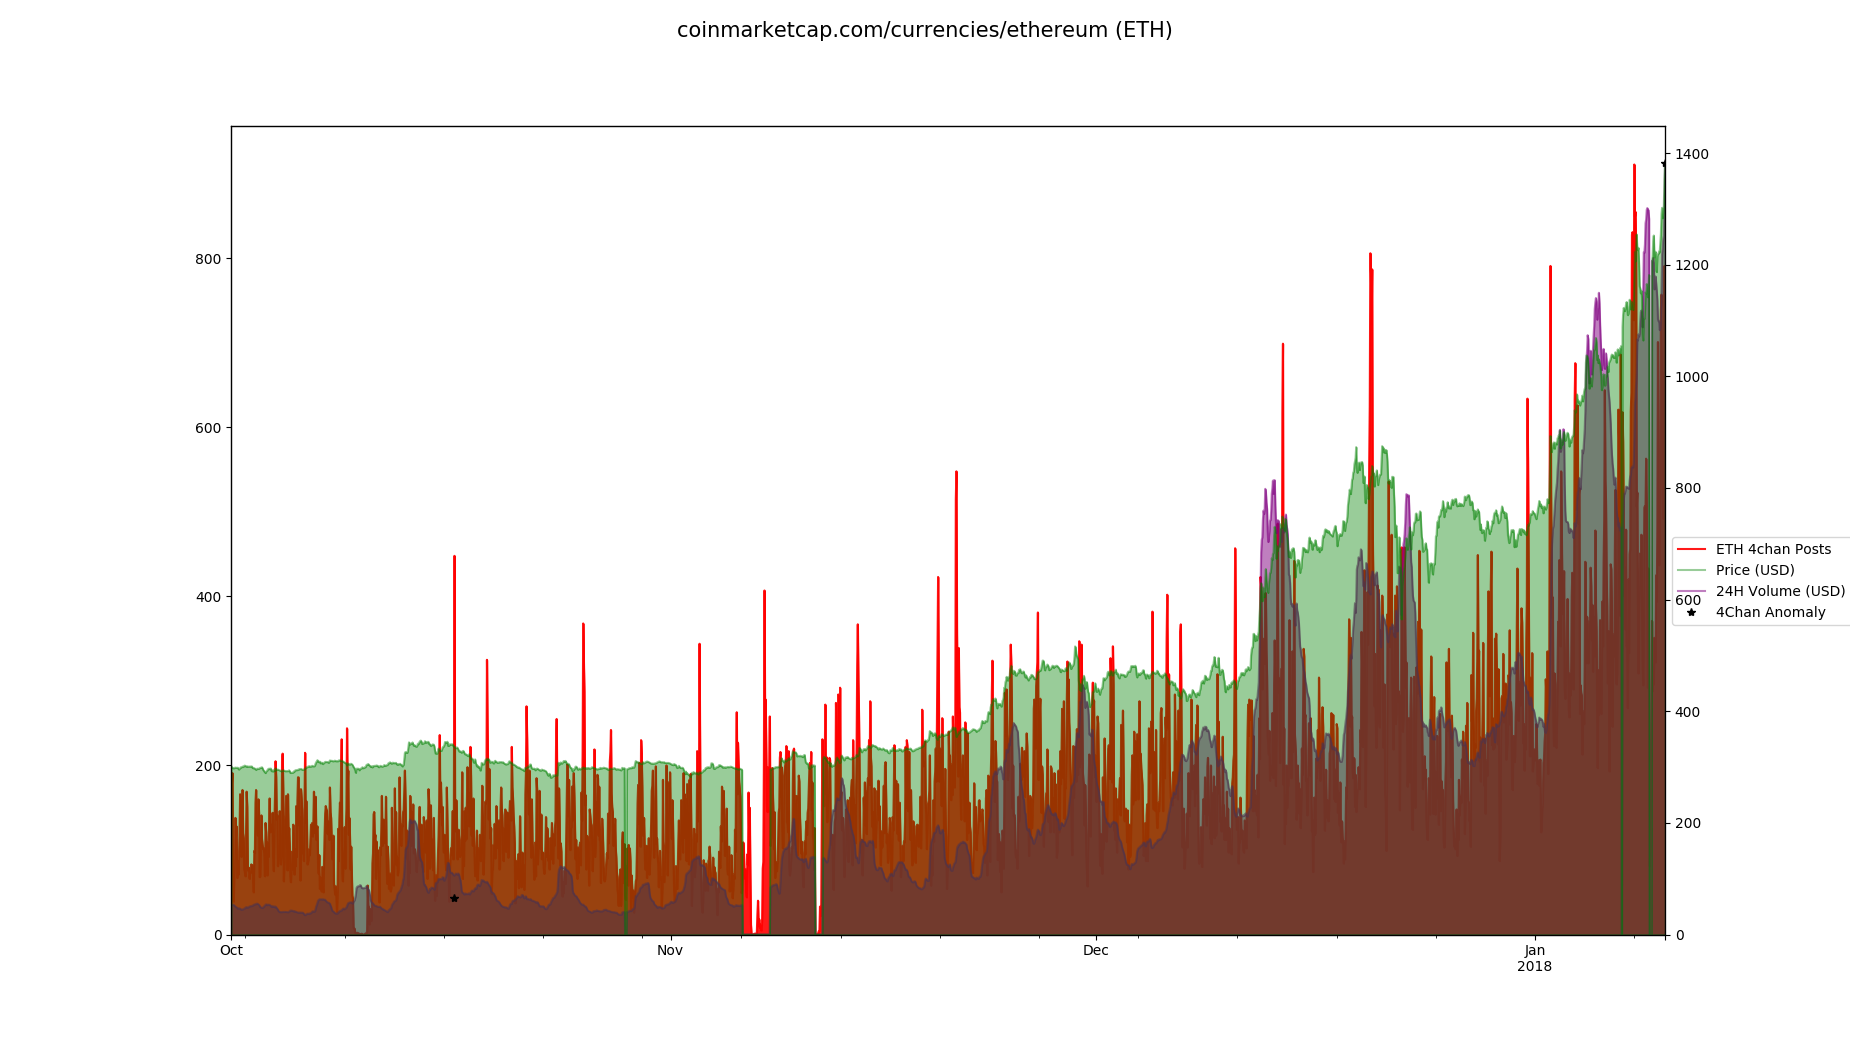 coinmarketcap.com/currencies/ethereum (ETH)
800
600
400
200
0
1400
1200
1000
800
600
400
200
0
ETH 4chan Posts
Price (USD)
24H Volume (USD)
4Chan Anomaly
Oct
Nov
Dec
Jan
2018